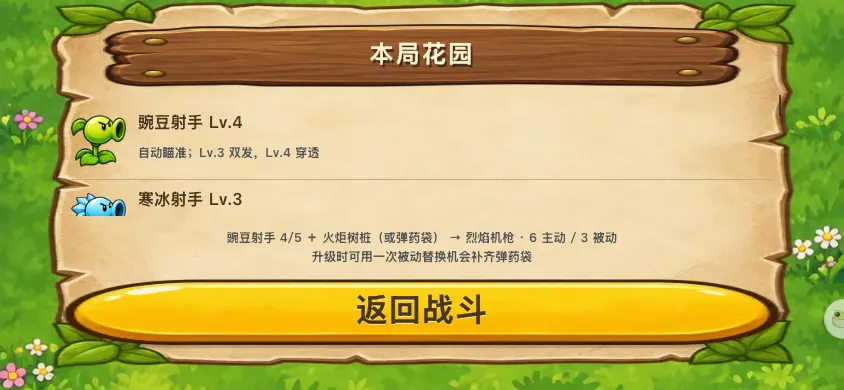 本局花园
豌豆射手 Lv.4
自动瞄准；Lv.3 双发，Lv.4 穿透
寒冰射手 Lv.3
豌豆射手 4/5 + 火炬树桩（或弹药袋） → 烈焰机枪 · 6 主动 / 3 被动
升级时可用一次被动替换机会补齐弹药袋
返回战斗